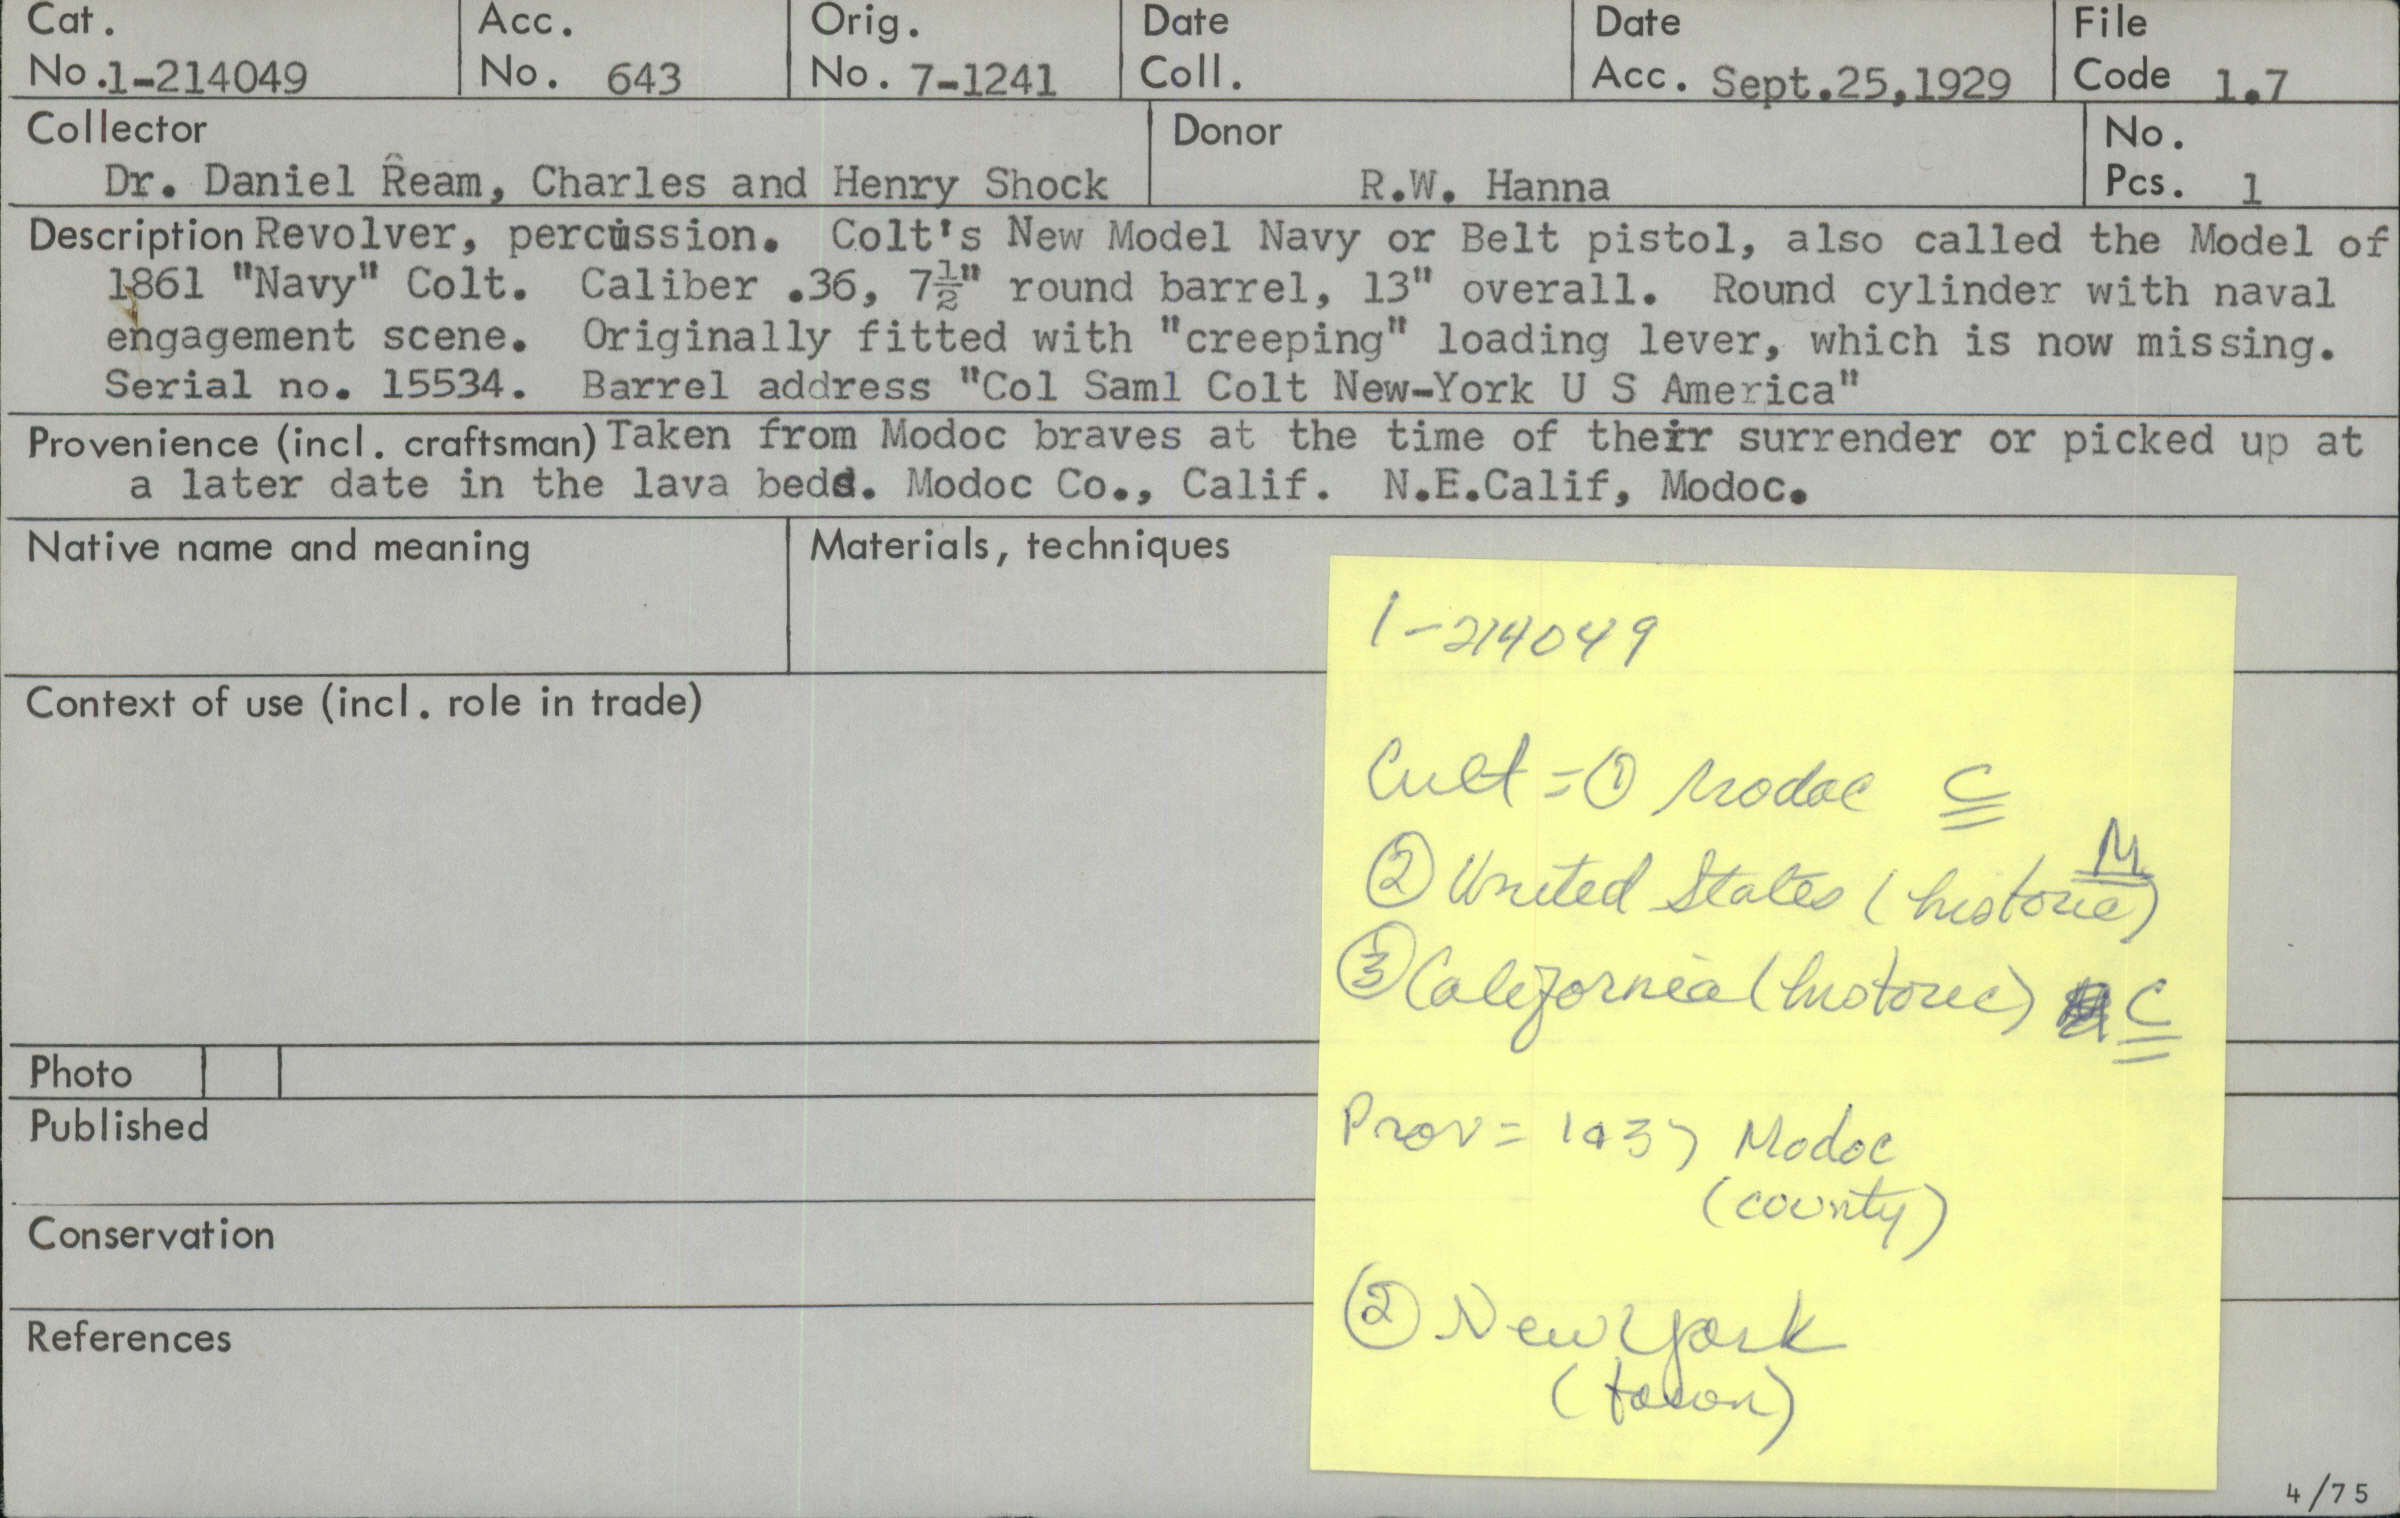 Cat. No. 1-214049
Acc. No. 643
Orig. No. 7-1241
Date Coll.
Date Acc. Sept.25,1929
File Code 1.7
Collector
Dr. Daniel Ream, Charles and Henry Shock
Donor
R.W. Hanna
No. Pcs. 1
Description Revolver, percussion. Colt's New Model Navy or Belt pistol, also called the Model of
1861 "Navy" Colt. Caliber .36, 7½" round barrel, 13" overall. Round cylinder with naval
engagement scene. Originally fitted with "creeping" loading lever, which is now missing.
Serial no. 15534. Barrel address "Col Saml Colt New-York U S America"
Provenience (incl. craftsman) Taken from Modoc braves at the time of their surrender or picked up at
a later date in the lava beds. Modoc Co., Calif. N.E.Calif, Modoc.
Native name and meaning
Materials, techniques
Context of use (incl. role in trade)
Photo
Published
Conservation
References
1-214049
Cult = ① Modoc C
② United States (historic) M
③ California (historic) C
Prov = Modoc
(county)
② New York
(town)
4/75